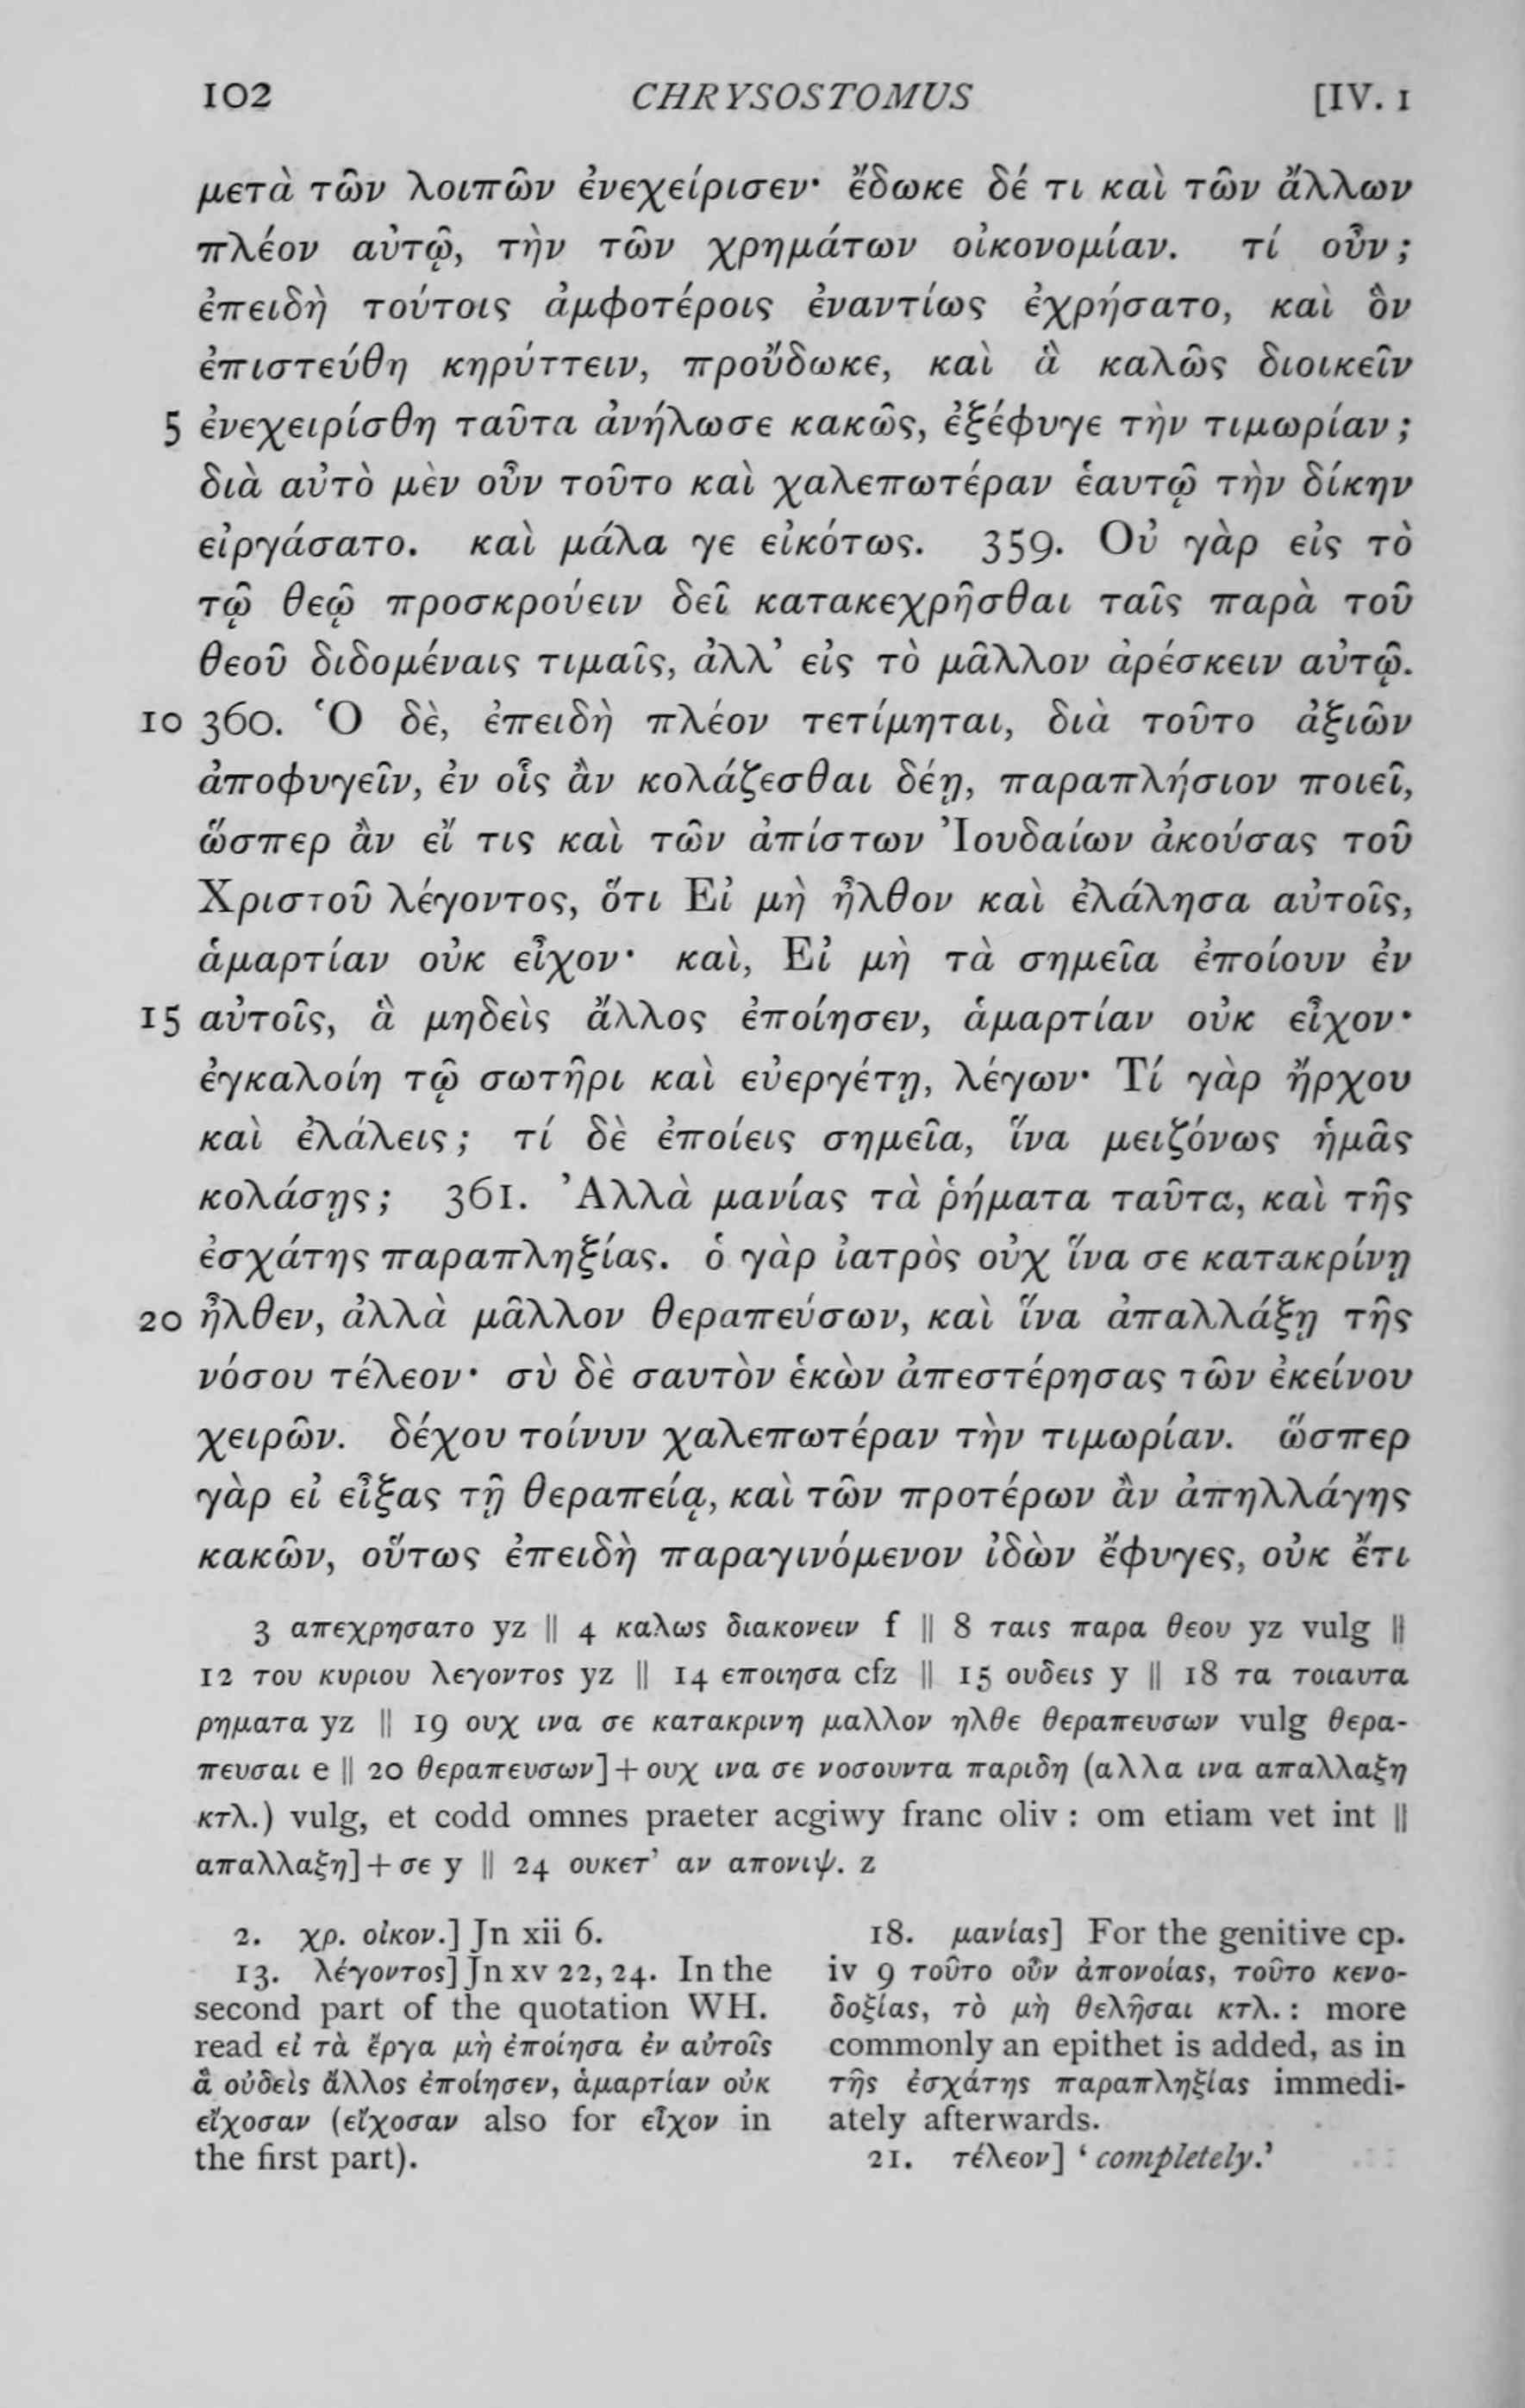 102 CHRYSOSTOMUS [IV. 1
μετὰ τῶν λοιπῶν ἐνεχείρισεν· ἔδωκε δέ τι καὶ τῶν ἄλλων
πλέον αὐτῷ, τὴν τῶν χρημάτων οἰκονομίαν. τί οὖν;
ἐπειδὴ τούτοις ἀμφοτέροις ἐναντίως ἐχρήσατο, καὶ ὃν
ἐπιστεύθη κηρύττειν, προὔδωκε, καὶ ἃ καλῶς διοικεῖν
5 ἐνεχειρίσθη ταῦτα ἀνήλωσε κακῶς, ἐξέφυγε τὴν τιμωρίαν;
διὰ αὐτὸ μὲν οὖν τοῦτο καὶ χαλεπωτέραν ἑαυτῷ τὴν δίκην
εἰργάσατο. καὶ μάλα γε εἰκότως. 359. Οὐ γὰρ εἰς τὸ
τῷ θεῷ προσκρούειν δεῖ κατακεχρῆσθαι ταῖς παρὰ τοῦ
θεοῦ διδομέναις τιμαῖς, ἀλλ’ εἰς τὸ μᾶλλον ἀρέσκειν αὐτῷ.
10 360. Ὁ δὲ, ἐπειδὴ πλέον τετίμηται, διὰ τοῦτο ἀξιῶν
ἀποφυγεῖν, ἐν οἷς ἂν κολάζεσθαι δέῃ, παραπλήσιον ποιεῖ,
ὥσπερ ἂν εἴ τις καὶ τῶν ἀπίστων Ἰουδαίων ἀκούσας τοῦ
Χριστοῦ λέγοντος, ὅτι Εἰ μὴ ἦλθον καὶ ἐλάλησα αὐτοῖς,
ἁμαρτίαν οὐκ εἶχον· καὶ, Εἰ μὴ τὰ σημεῖα ἐποίουν ἐν
15 αὐτοῖς, ἃ μηδεὶς ἄλλος ἐποίησεν, ἁμαρτίαν οὐκ εἶχον·
ἐγκαλοίη τῷ σωτῆρι καὶ εὐεργέτῃ, λέγων· Τί γὰρ ἤρχου
καὶ ἐλάλεις; τί δὲ ἐποίεις σημεῖα, ἵνα μειζόνως ἡμᾶς
κολάσῃς; 361. Ἀλλὰ μανίας τὰ ῥήματα ταῦτα, καὶ τῆς
ἐσχάτης παραπληξίας. ὁ γὰρ ἰατρὸς οὐχ ἵνα σε κατακρίνῃ
20 ἦλθεν, ἀλλὰ μᾶλλον θεραπεύσων, καὶ ἵνα ἀπαλλάξῃ τῆς
νόσου τέλεον· σὺ δὲ σαυτὸν ἑκὼν ἀπεστέρησας τῶν ἐκείνου
χειρῶν. δέχου τοίνυν χαλεπωτέραν τὴν τιμωρίαν. ὥσπερ
γὰρ εἰ εἶξας τῇ θεραπείᾳ, καὶ τῶν προτέρων ἂν ἀπηλλάγης
κακῶν, οὕτως ἐπειδὴ παραγινόμενον ἰδὼν ἔφυγες, οὐκ ἔτι
3 απεχρησατο yz || 4 καλως διακονειν f || 8 ταις παρα θεου yz vulg ||
12 του κυριου λεγοντος yz || 14 εποιησα cfz || 15 ουδεις y || 18 τα τοιαυτα
ρηματα yz || 19 ουχ ινα σε κατακρινη μαλλον ηλθε θεραπευσων vulg θερα-
πευσαι e || 20 θεραπευσων]+ουχ ινα σε νοσουντα παριδη (αλλα ινα απαλλαξη
κτλ.) vulg, et codd omnes praeter acgiwy franc oliv : om etiam vet int ||
απαλλαξη]+σε y || 24 ουκετ’ αν απονιψ. z
2. χρ. οἰκον.] Jn xii 6.
13. λέγοντος] Jn xv 22, 24. In the
second part of the quotation WH.
read εἰ τὰ ἔργα μὴ ἐποίησα ἐν αὐτοῖς
ἃ οὐδεὶς ἄλλος ἐποίησεν, ἁμαρτίαν οὐκ
εἴχοσαν (εἴχοσαν also for εἶχον in
the first part).
18. μανίας] For the genitive cp.
iv 9 τοῦτο οὖν ἀπονοίας, τοῦτο κενο-
δοξίας, τὸ μὴ θελῆσαι κτλ.: more
commonly an epithet is added, as in
τῆς ἐσχάτης παραπληξίας immedi-
ately afterwards.
21. τέλεον] ‘completely.’